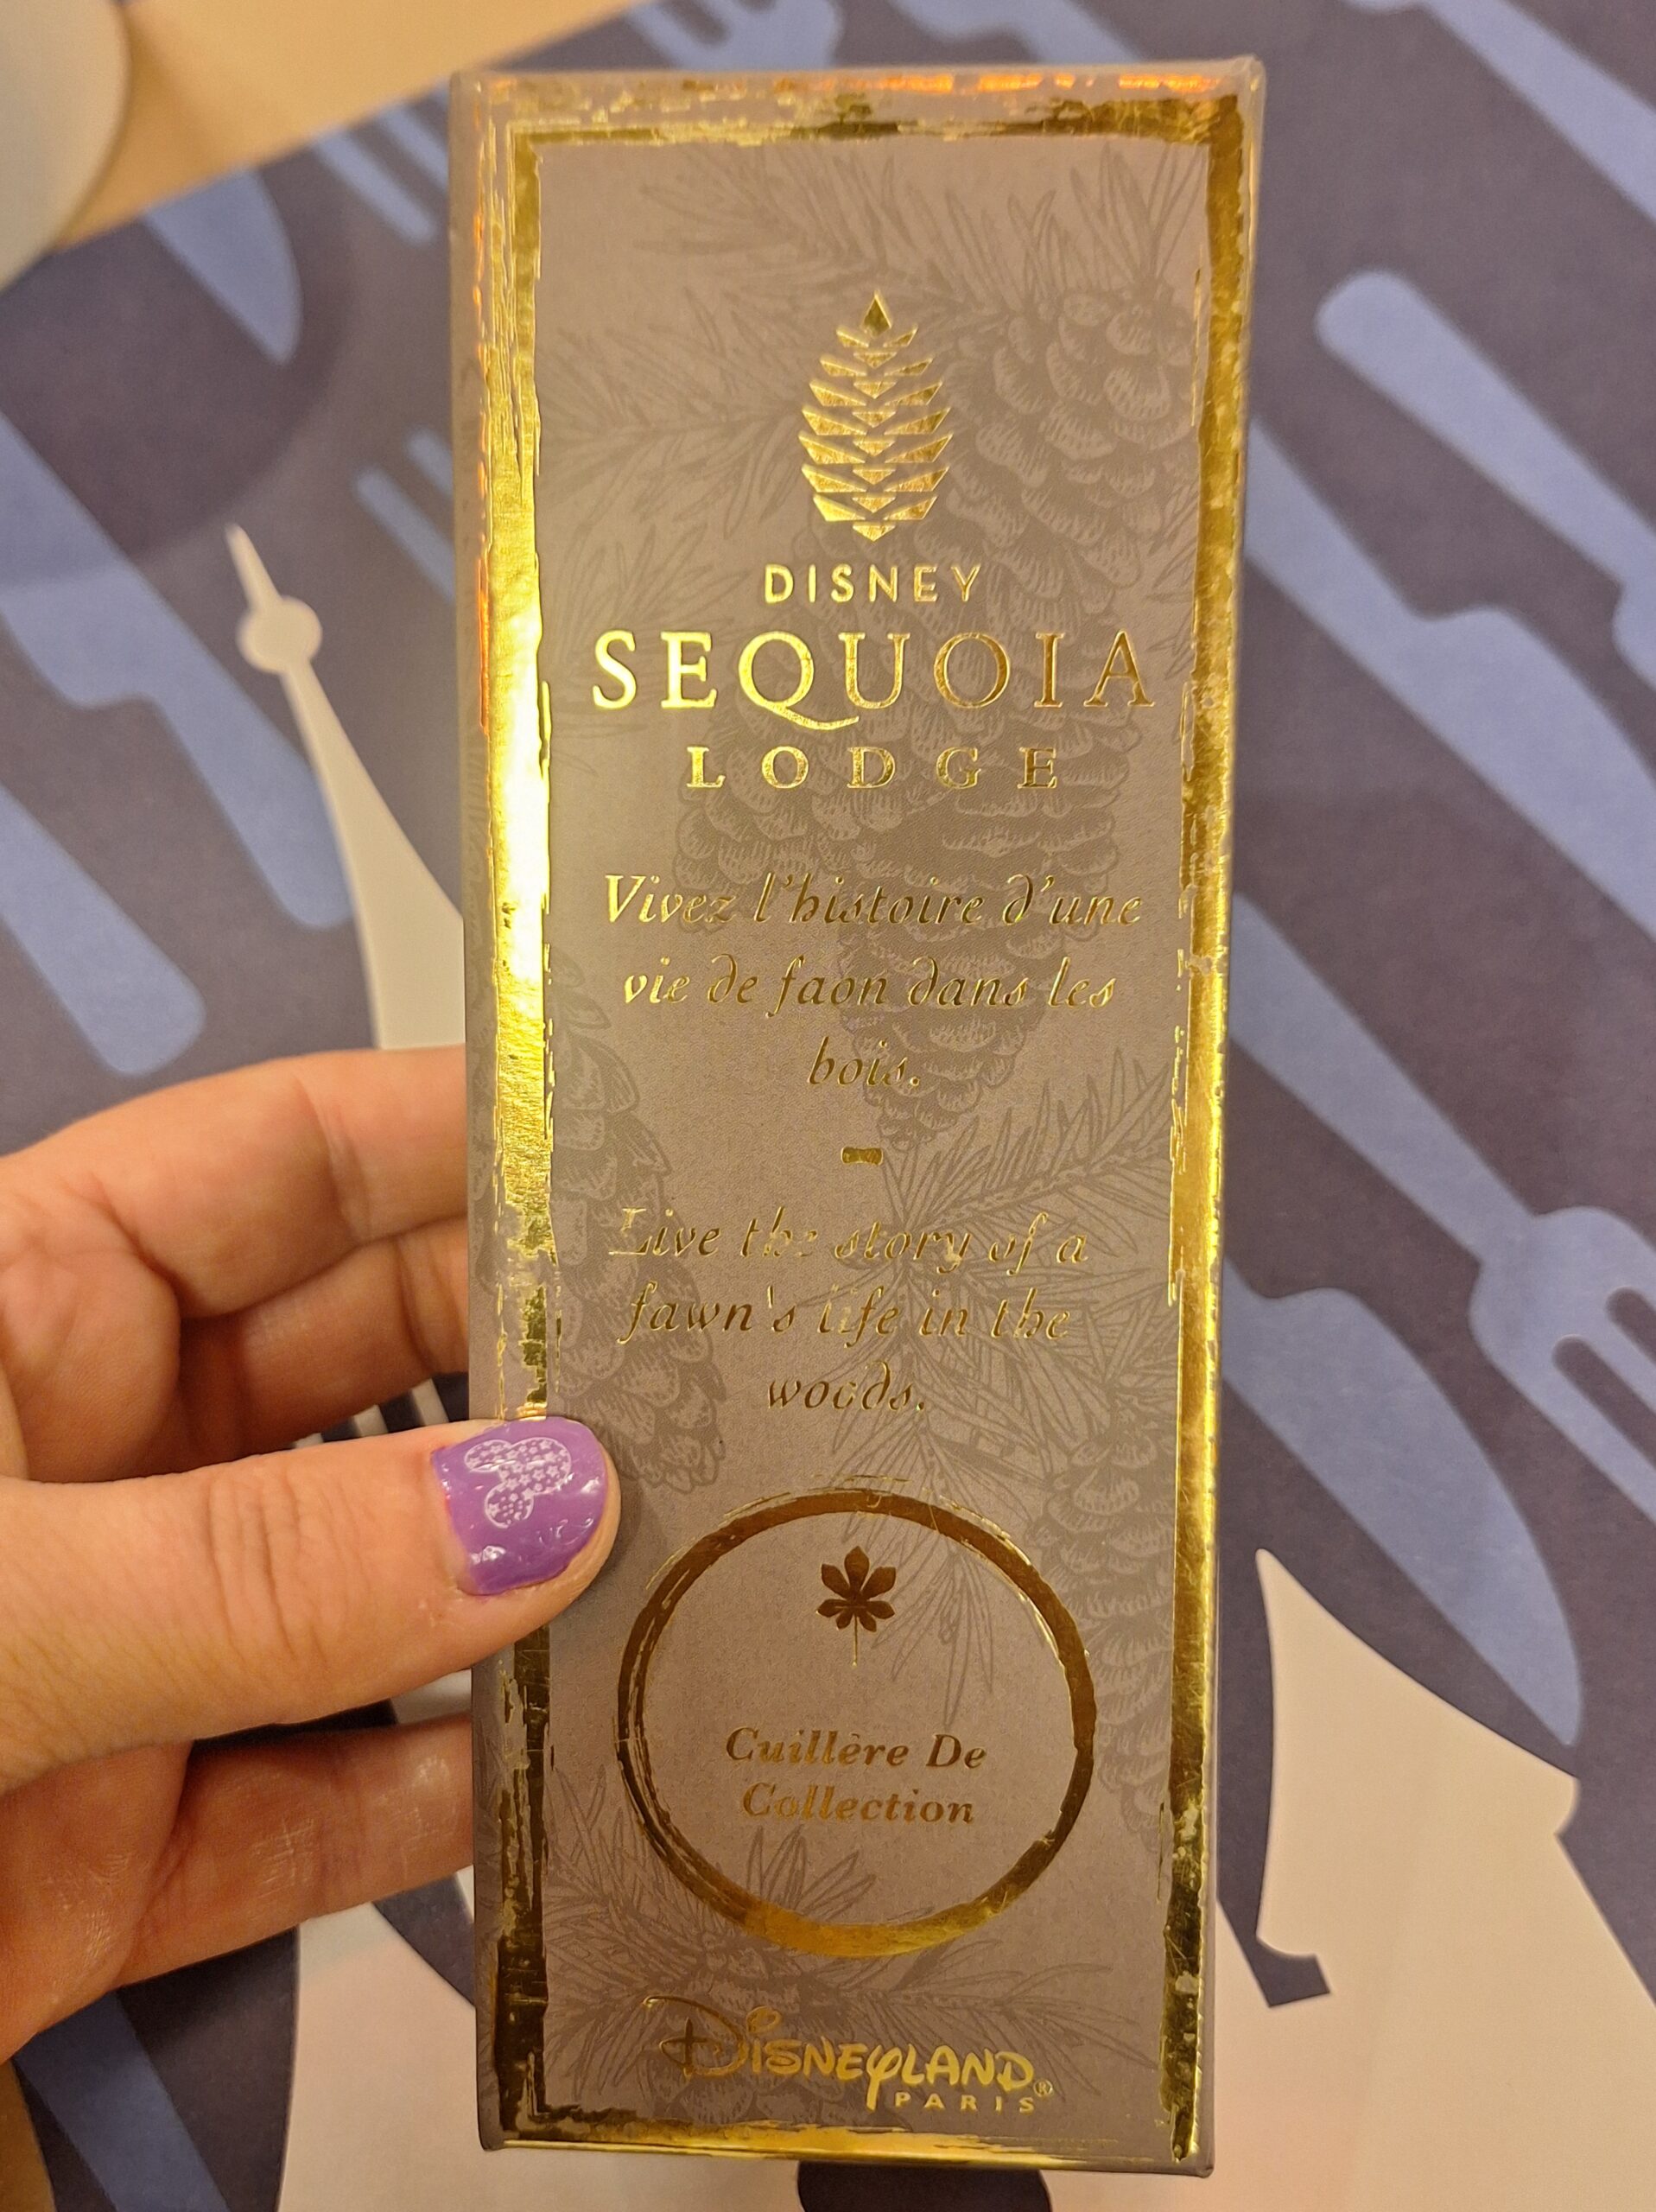 DISNEY
SEQUOIA
LODGE
Vivez l'histoire d'une
vie de faon dans les
bois.
-
Live the story of a
fawn's life in the
woods.
Cuillère De
Collection
DISNEYLAND®
PARIS